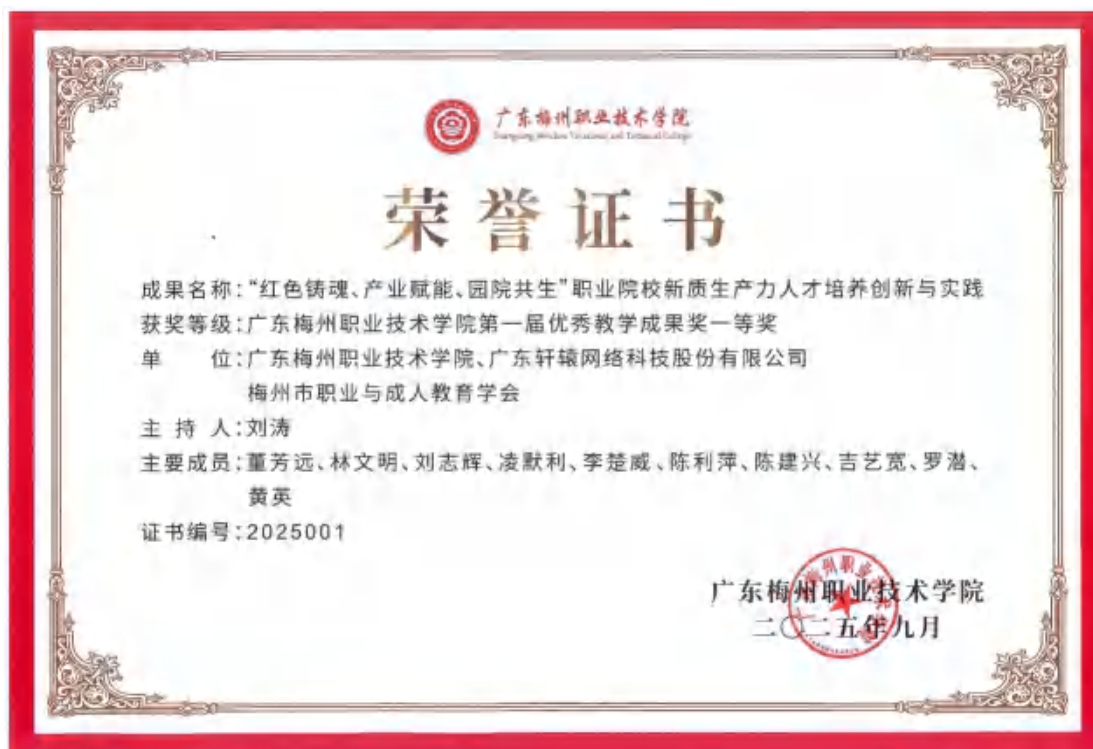 广东梅州职业技术学院
Guangdong Meizhou Vocational and Technical College
荣誉证书
成果名称:“红色铸魂、产业赋能、园院共生”职业院校新质生产力人才培养创新与实践
获奖等级:广东梅州职业技术学院第一届优秀教学成果奖一等奖
单 位:广东梅州职业技术学院、广东轩辕网络科技股份有限公司
梅州市职业与成人教育学会
主 持 人:刘涛
主要成员:董芳远、林文明、刘志辉、凌默利、李楚威、陈利萍、陈建兴、吉艺宽、罗潜、
黄英
证书编号:2025001
广东梅州职业技术学院
二〇二五年九月